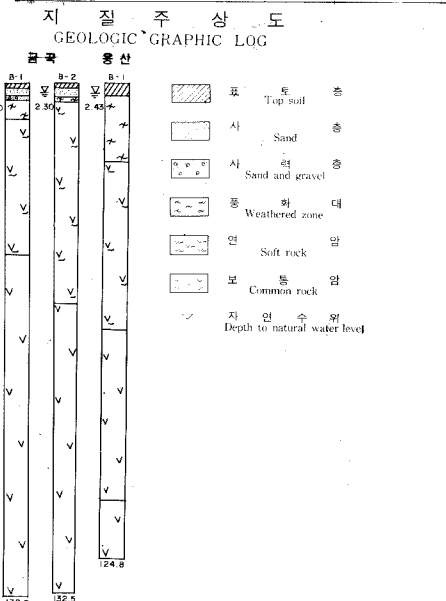 지 질 주 상 도
GEOLOGIC GRAPHIC LOG
용 산
B-1 B-2 B-1
2.30 2.43
표 토 층
Top soil
사 층
Sand
사 력 층
Sand and gravel
풍 화 대
Weathered zone
연 암
Soft rock
보 통 암
Common rock
자 연 수 위
Depth to natural water level
124.8
132.5